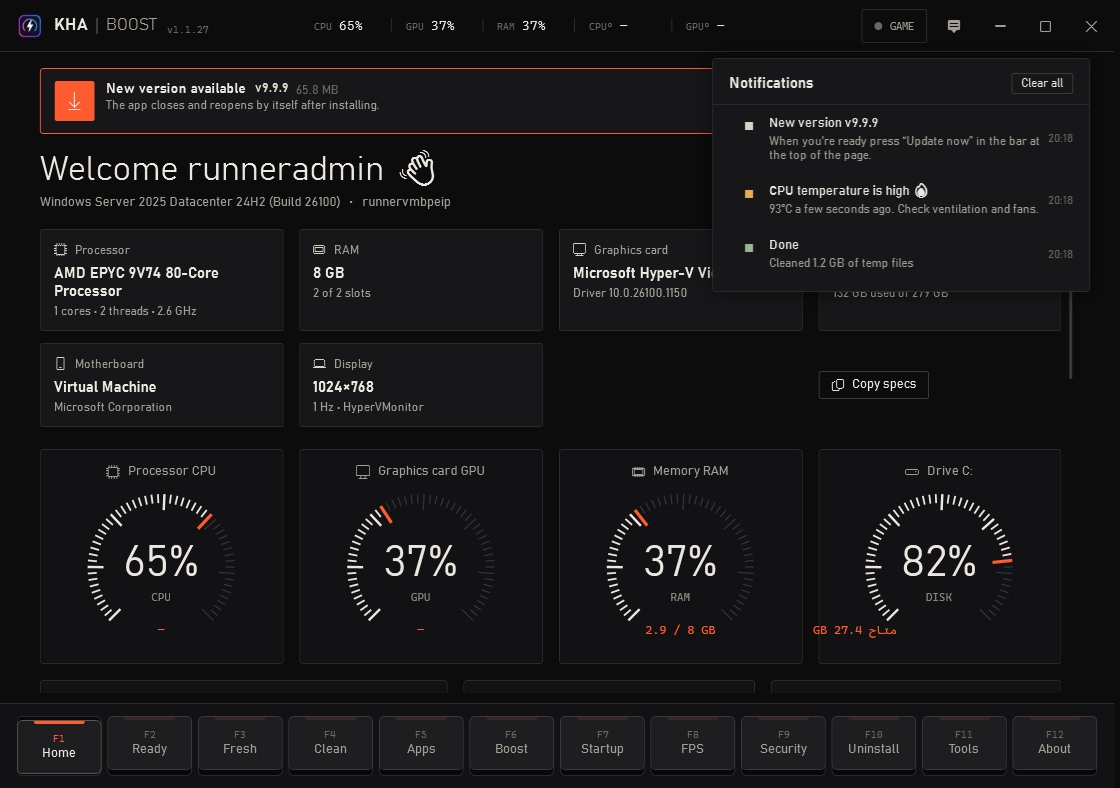 KHA | BOOST v1.1.27
CPU 65% GPU 37% RAM 37% CPU° – GPU° –
GAME
New version available v9.9.9 65.8 MB
The app closes and reopens by itself after installing.
Notifications
Clear all
New version v9.9.9
When you're ready press “Update now” in the bar at
the top of the page.
20:18
CPU temperature is high
93°C a few seconds ago. Check ventilation and fans.
20:18
Done
Cleaned 1.2 GB of temp files
20:18
Welcome runneradmin
Windows Server 2025 Datacenter 24H2 (Build 26100) • runnervmbpeip
Processor
AMD EPYC 9V74 80-Core
Processor
1 cores • 2 threads • 2.6 GHz
RAM
8 GB
2 of 2 slots
Graphics card
Microsoft Hyper-V
Driver 10.0.26100.1150
132 GB used of 279 GB
Motherboard
Virtual Machine
Microsoft Corporation
Display
1024×768
1 Hz • HyperVMonitor
Copy specs
Processor CPU
65%
CPU
–
Graphics card GPU
37%
GPU
–
Memory RAM
37%
RAM
2.9 / 8 GB
Drive C:
82%
DISK
متاح 27.4 GB
F1
Home
F2
Ready
F3
Fresh
F4
Clean
F5
Apps
F6
Boost
F7
Startup
F8
FPS
F9
Security
F10
Uninstall
F11
Tools
F12
About